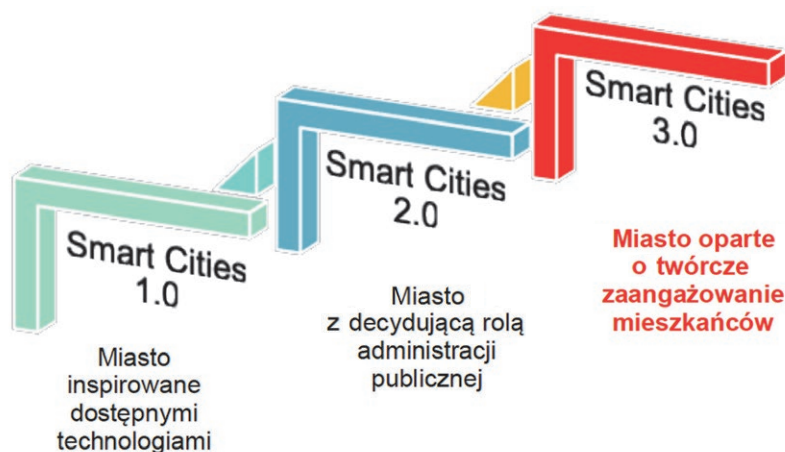 Smart Cities
1.0
Miasto
inspirowane
dostępnymi
technologiami
Smart Cities
2.0
Miasto
z decydującą rolą
administracji
publicznej
Smart Cities
3.0
Miasto oparte
o twórcze
zaangażowanie
mieszkańców